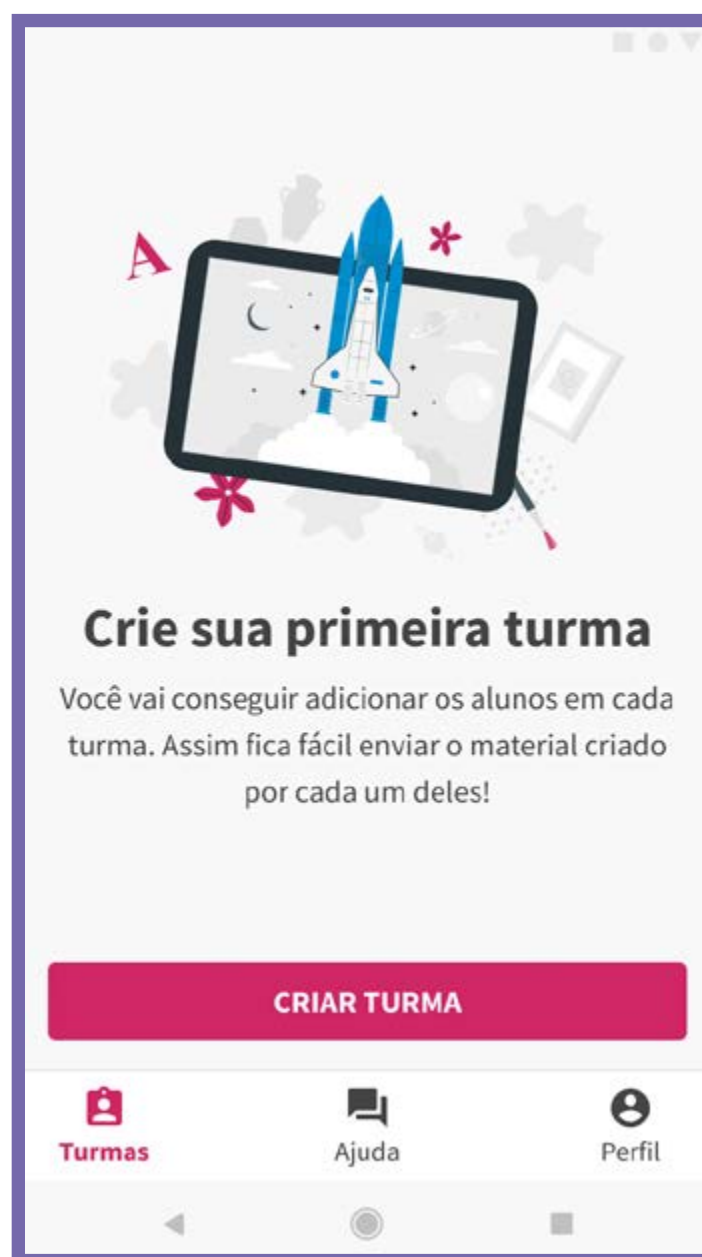 A
Crie sua primeira turma
Você vai conseguir adicionar os alunos em cada
turma. Assim fica fácil enviar o material criado
por cada um deles!
CRIAR TURMA
Turmas
Ajuda
Perfil